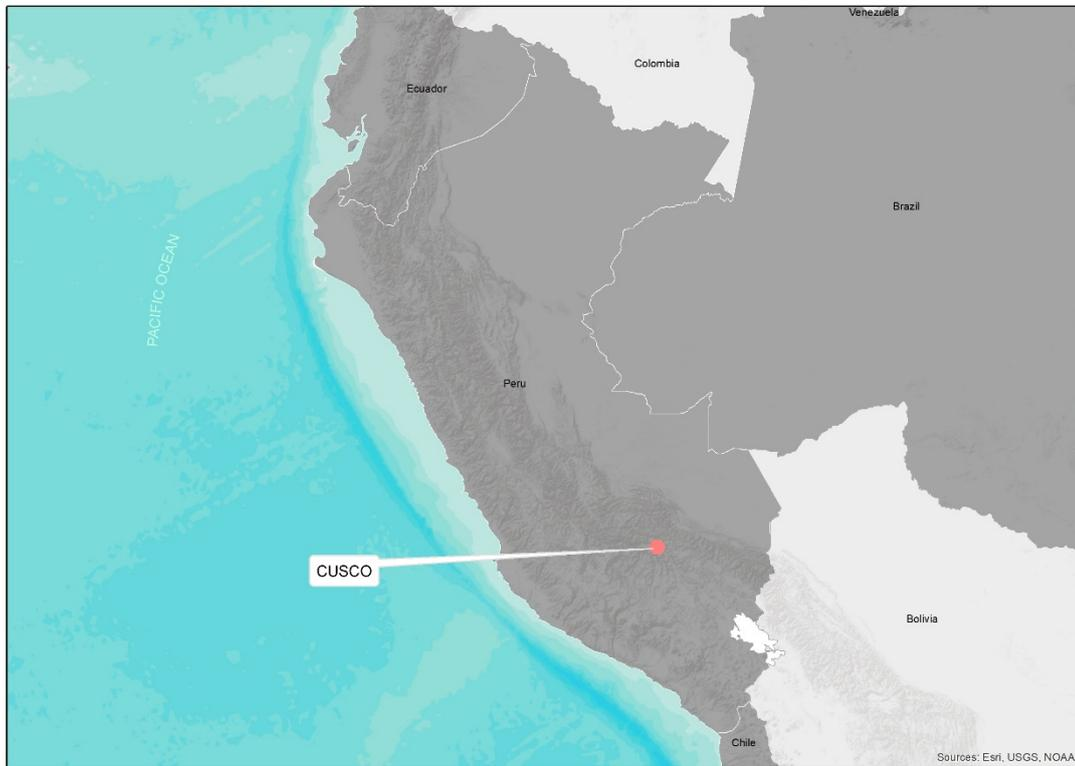 Venezuela
Colombia
Ecuador
Brazil
PACIFIC OCEAN
Peru
CUSCO
Bolivia
Chile
Sources: Esri, USGS, NOAA